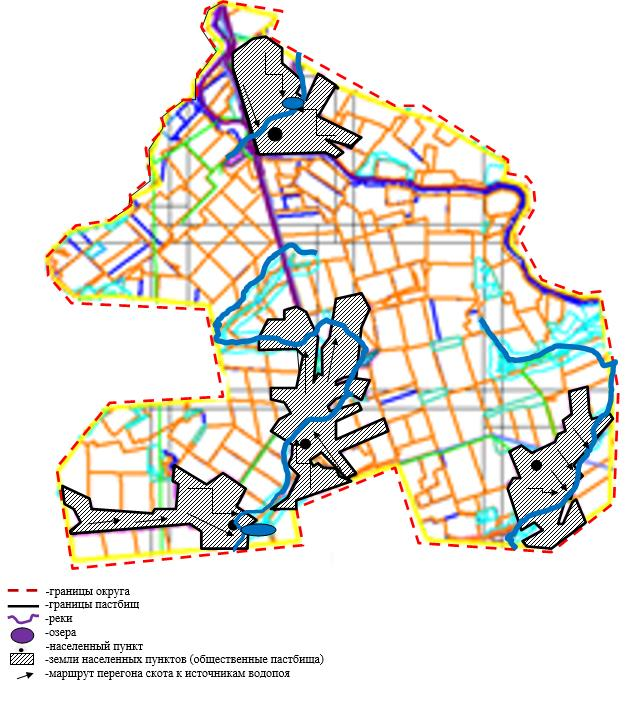 -границы округа
-границы пастбищ
-реки
-озера
-населенный пункт
-земли населенных пунктов (общественные пастбища)
-маршрут перегона скота к источникам водопоя